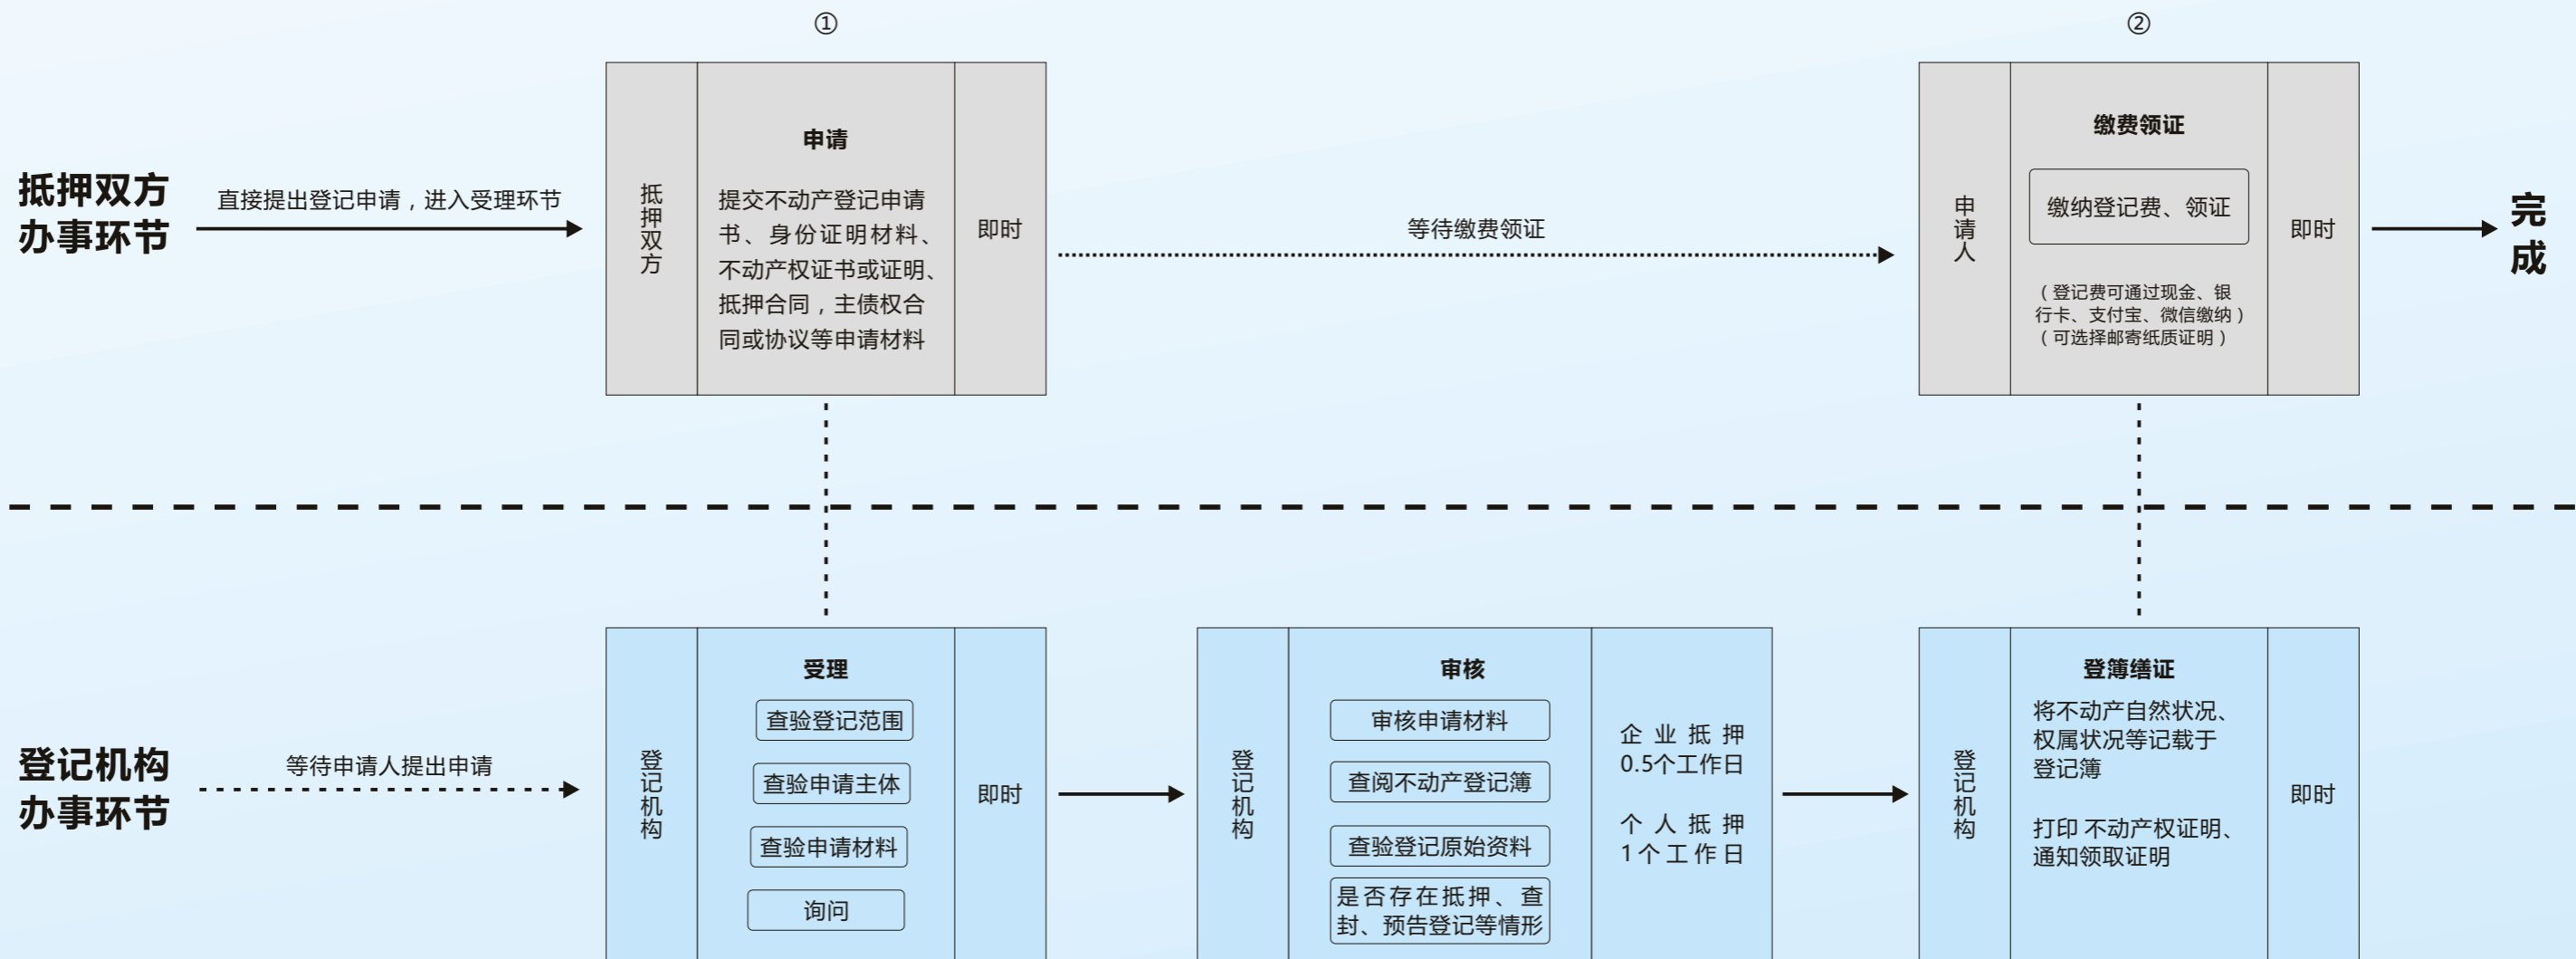 ①
②
抵押双方
办事环节
直接提出登记申请，进入受理环节
抵押双方
申请
提交不动产登记申请
书、身份证明材料、
不动产权证书或证明、
抵押合同，主债权合
同或协议等申请材料
即时
等待缴费领证
申请人
缴费领证
缴纳登记费、领证
（登记费可通过现金、银
行卡、支付宝、微信缴纳）
（可选择邮寄纸质证明）
即时
完成
登记机构
办事环节
等待申请人提出申请
登记机构
受理
查验登记范围
查验申请主体
查验申请材料
询问
即时
登记机构
审核
审核申请材料
查阅不动产登记簿
查验登记原始资料
是否存在抵押、查
封、预告登记等情形
企业抵押
0.5个工作日
个人抵押
1个工作日
登记机构
登簿缮证
将不动产自然状况、
权属状况等记载于
登记簿
打印 不动产权证明、
通知领取证明
即时